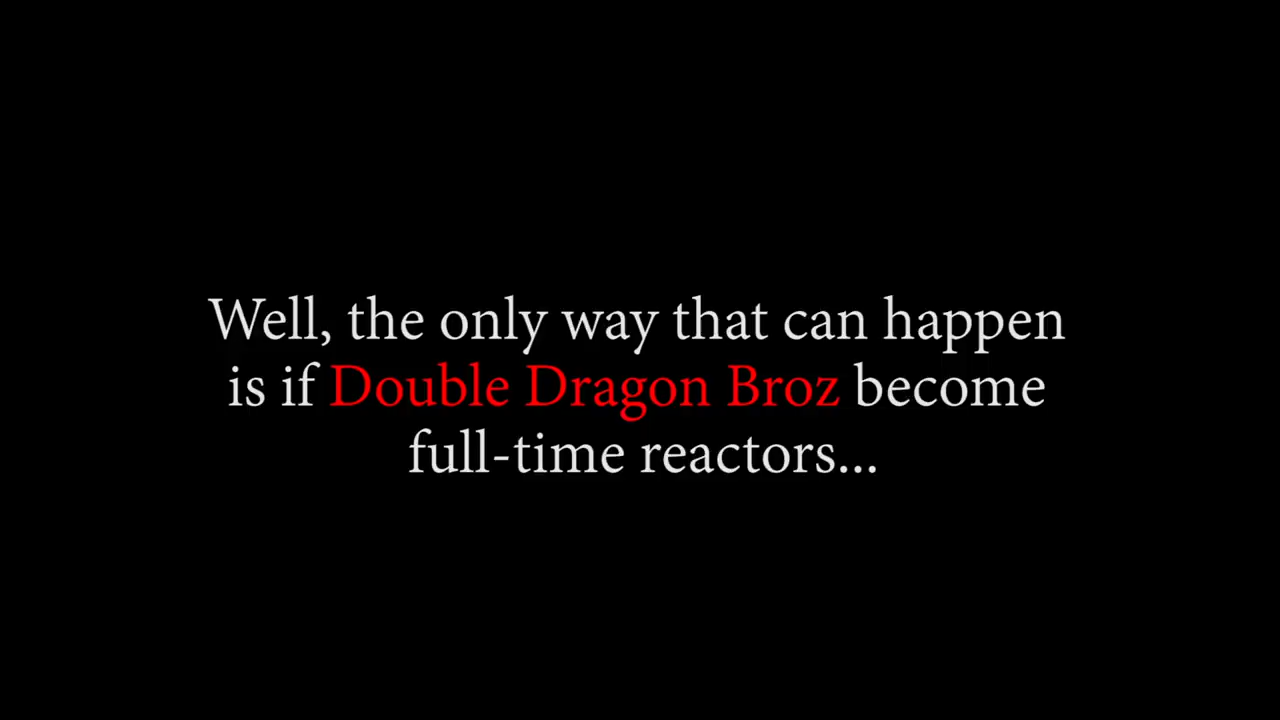 Well, the only way that can happen
is if Double Dragon Broz become
full-time reactors...